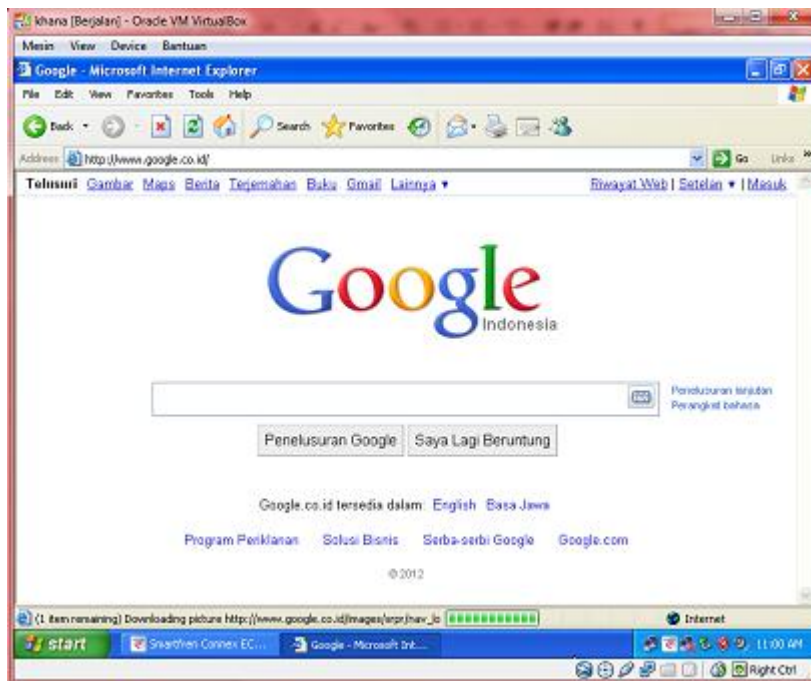 khana [Berjalan] - Oracle VM VirtualBox
Mesin View Device Bantuan
Google - Microsoft Internet Explorer
File Edit View Favorites Tools Help
Back Search Favorites
Address http://www.google.co.id/ Go Links
Telusuri Gambar Maps Berita Terjemahan Buku Gmail Lainnya ▼ Riwayat Web | Setelan ▼ | Masuk
Google
Indonesia
Penelusuran lanjutan
Perangkat bahasa
Penelusuran Google Saya Lagi Beruntung
Google.co.id tersedia dalam: English Basa Jawa
Program Periklanan Solusi Bisnis Serba-serbi Google Google.com
© 2012
(1 item remaining) Downloading picture http://www.google.co.id/images/srpr/nav_lo Internet
start Smartfren Connex EC... Google - Microsoft Int... 11:00 AM
Right Ctrl